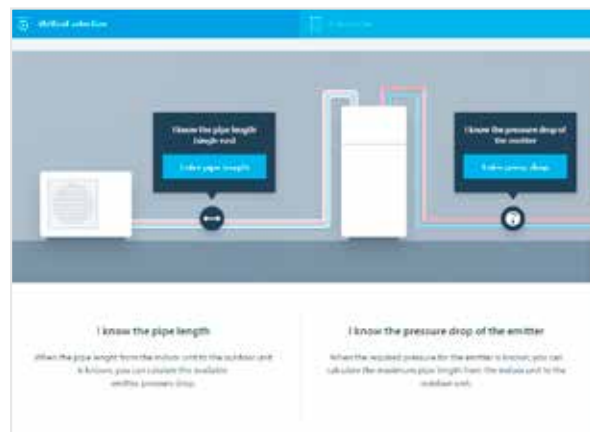 Method selection
I know the pipe length
(single run)
Enter pipe length
I know the pressure drop of
the emitter
Enter press. drop
I know the pipe length
When the pipe lenght from the indoor unit to the outdoor unit
is known, you can calculate the available
emitter pressure drop.
I know the pressure drop of the emitter
When the required pressure for the emitter is known, you can
calculate the maximum pipe length from the indoor unit to the
outdoor unit.